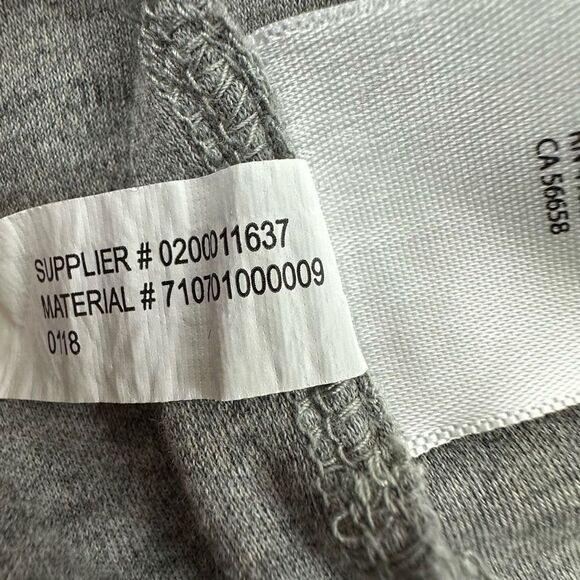 SUPPLIER # 0200011637
MATERIAL # 710701000009
0118
CA 56658